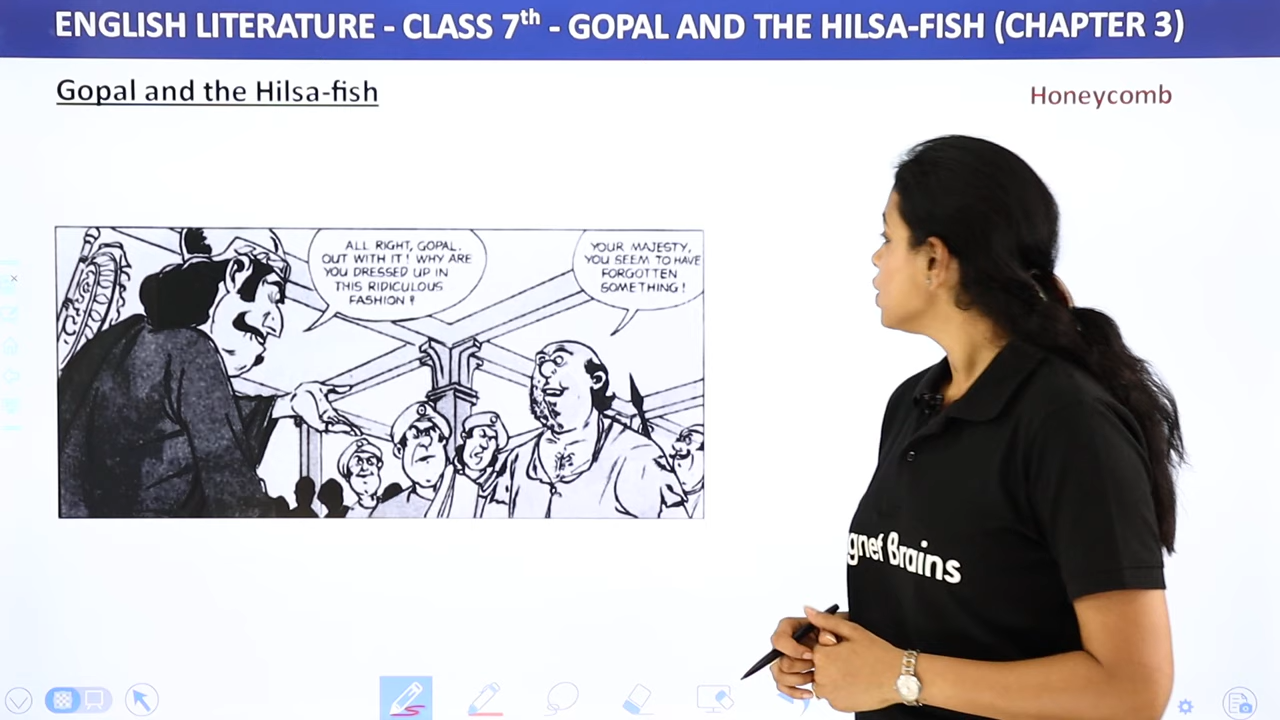 ENGLISH LITERATURE - CLASS 7th - GOPAL AND THE HILSA-FISH (CHAPTER 3)
Gopal and the Hilsa-fish
Honeycomb
ALL RIGHT, GOPAL.
OUT WITH IT! WHY ARE
YOU DRESSED UP IN
THIS RIDICULOUS
FASHION?
YOUR MAJESTY,
YOU SEEM TO HAVE
FORGOTTEN
SOMETHING!
gnet Brains